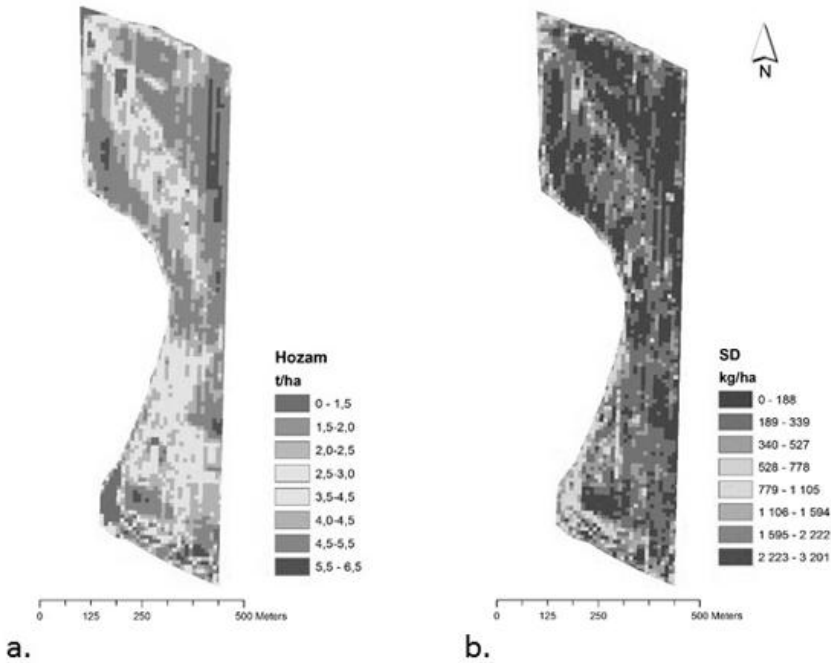 N
Hozam
t/ha
0 - 1,5
1,5-2,0
2,0-2,5
2,5-3,0
3,5-4,5
4,0-4,5
4,5-5,5
5,5 - 6,5
SD
kg/ha
0 - 188
189 - 339
340 - 527
528 - 778
779 - 1 105
1 106 - 1 594
1 595 - 2 222
2 223 - 3 201
0 125 250 500 Meters
0 125 250 500 Meters
a.
b.